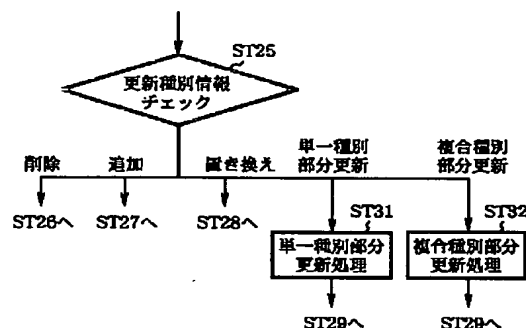 ST25
更新種別情報
チェック
削除
追加
置き換え
単一種別
部分更新
複合種別
部分更新
ST26へ
ST27へ
ST28へ
ST31
単一種別部分
更新処理
ST32
複合種別部分
更新処理
ST29へ
ST29へ